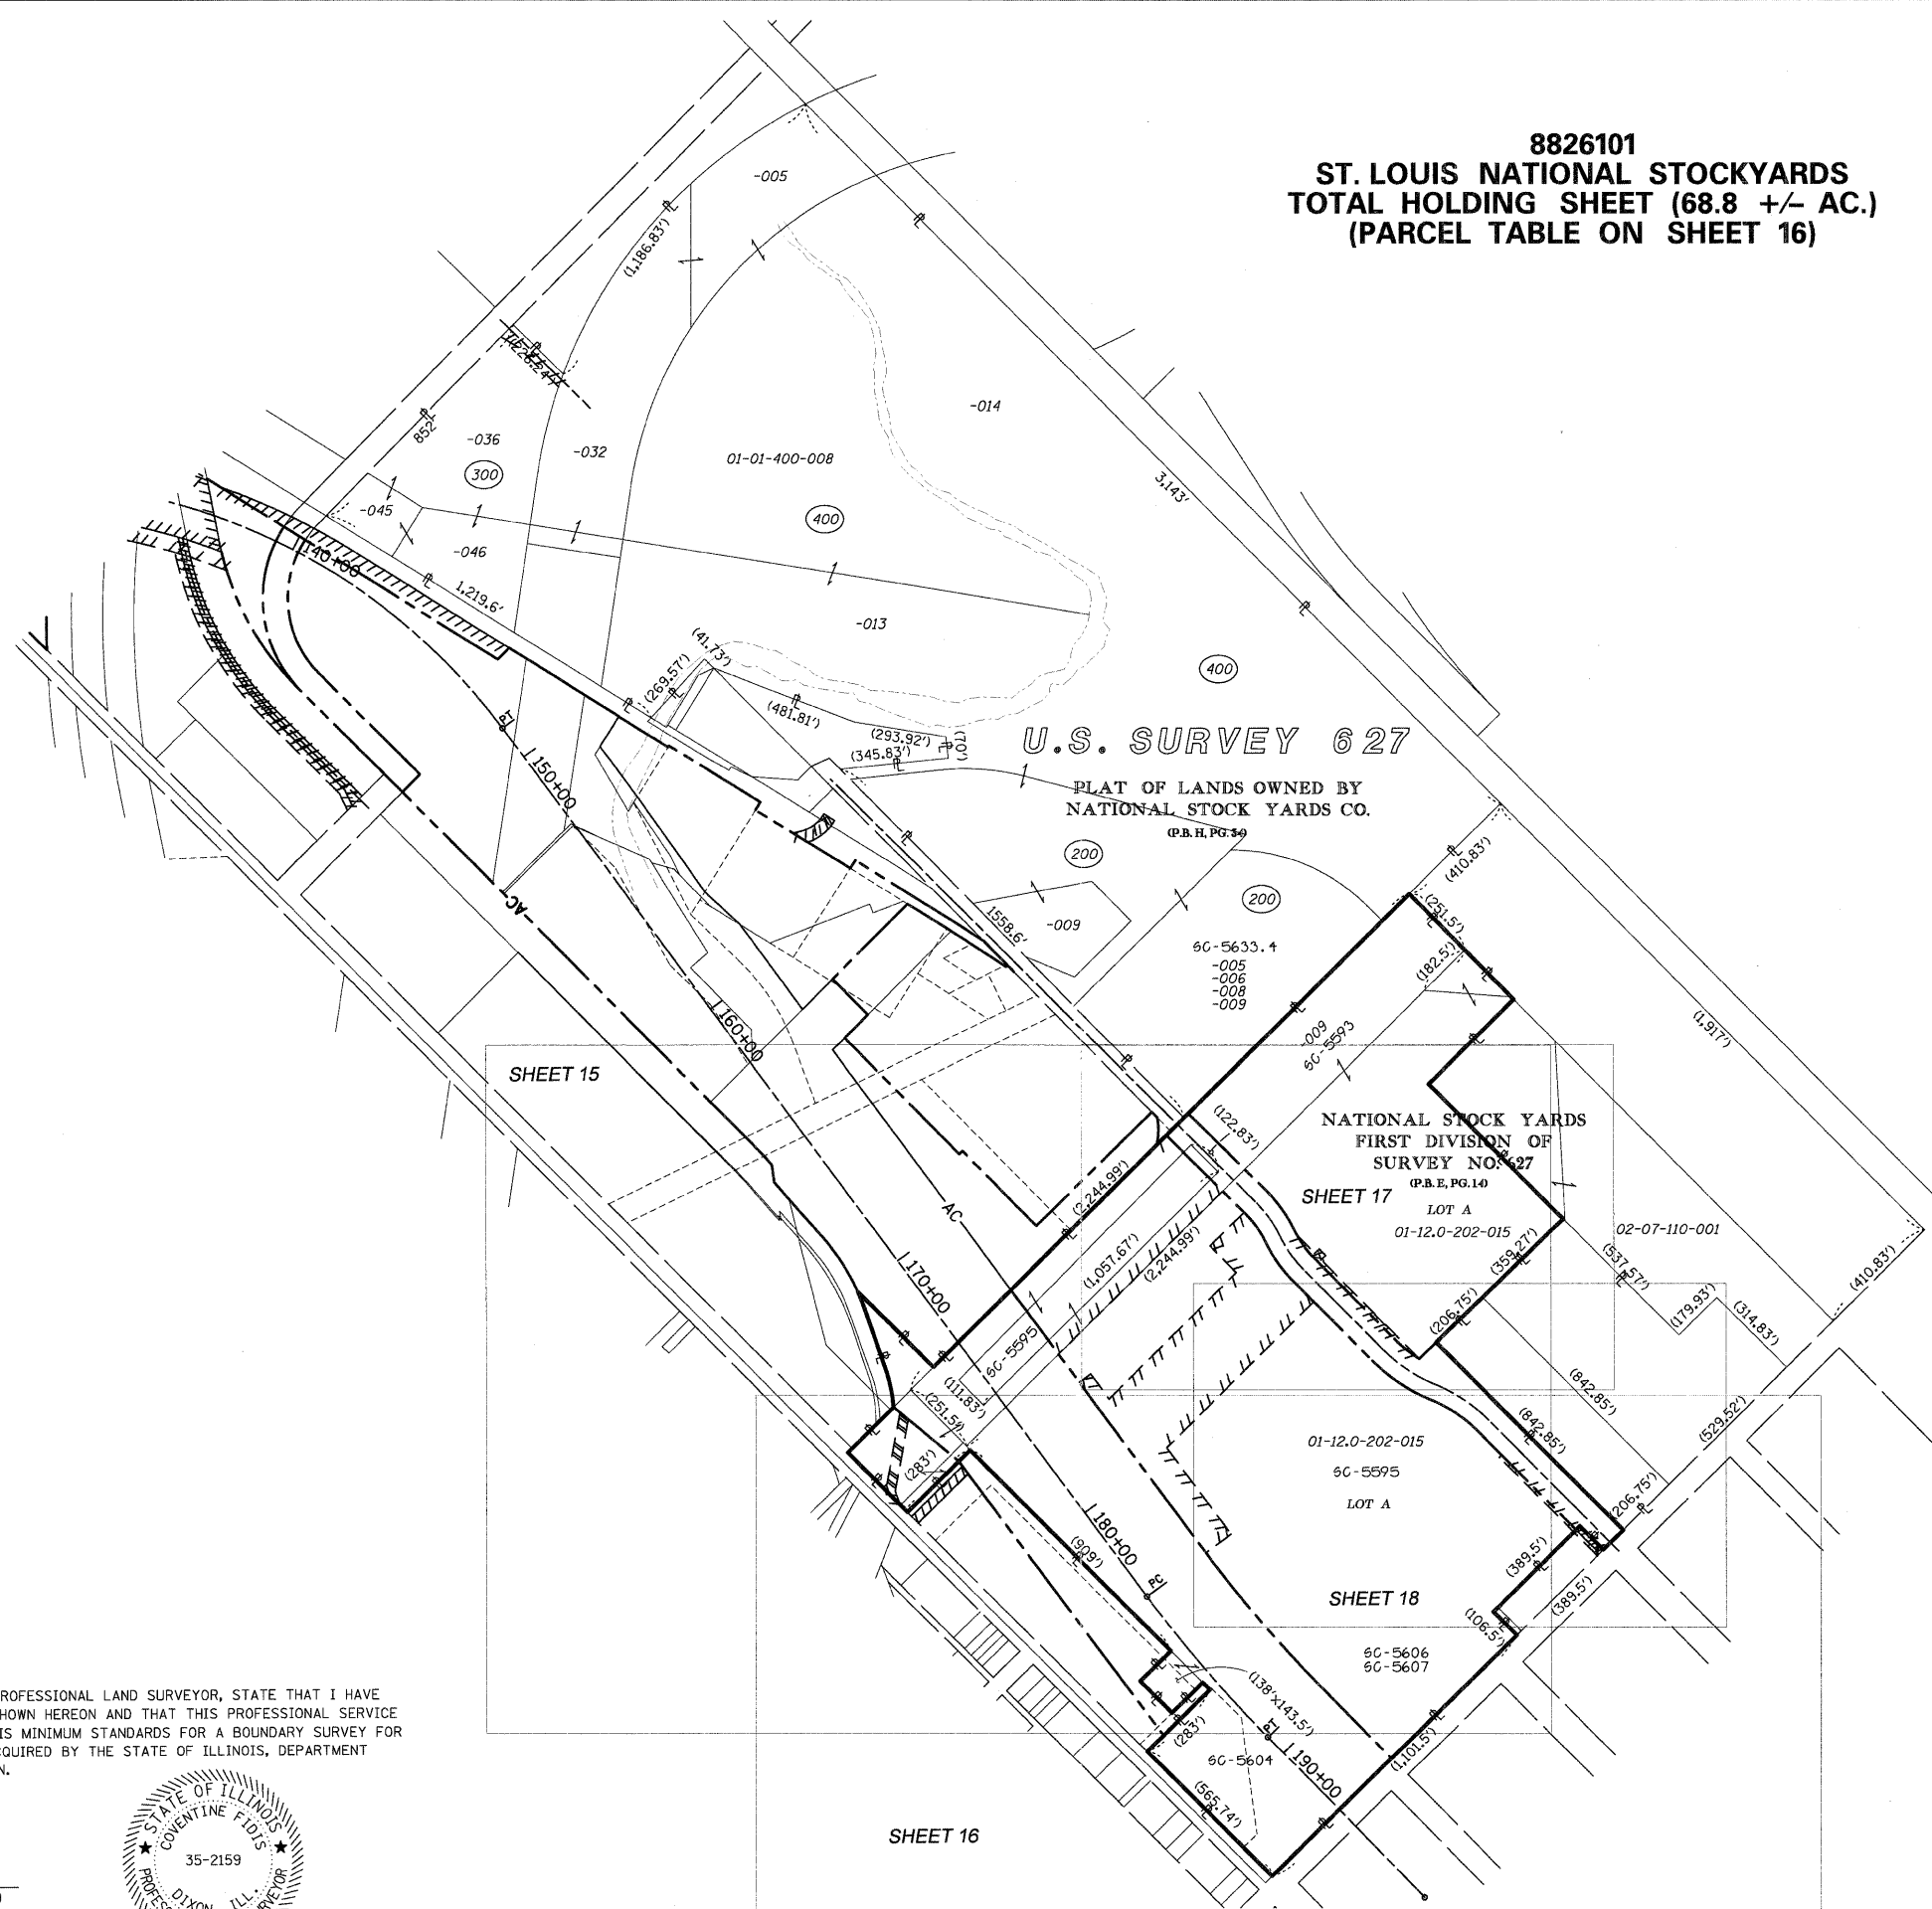 8826101
ST. LOUIS NATIONAL STOCKYARDS
TOTAL HOLDING SHEET (68.8 +/- AC.)
(PARCEL TABLE ON SHEET 16)
-005
(1,186.83')
-014
852'
-036
300
-032
01-01-400-008
400
-045
-046
3,143'
140+00
1,219.6'
-013
(41.73')
(269.57')
400
(481.81')
(293.92')
(70')
(345.83')
PT
150+00
U.S. SURVEY 627
PLAT OF LANDS OWNED BY
NATIONAL STOCK YARDS CO.
200
(410.83')
(251.5')
AC
1558.6'
-009
200
SC-5633.4
-005
-006
-008
-009
(182.5')
160+00
-009
SC-5593
(1,917')
SHEET 15
(122.83')
NATIONAL STOCK YARDS
FIRST DIVISION OF
SURVEY NO. 627
(P.B. E, PG. 14)
SHEET 17
LOT A
01-12.0-202-015
02-07-110-001
(2,244.99')
AC
(1,057.67')
(2,244.99')
(359.27')
(537.57')
(410.83')
170+00
(206.75')
(179.93')
(314.83')
SC-5595
(111.83')
(251.5')
(842.85')
(842.85')
(529.52')
(283')
01-12.0-202-015
SC-5595
LOT A
(206.75')
180+00
(909')
(389.5')
PC
SHEET 18
(389.5')
(106.5')
SC-5606
SC-5607
(138'x143.5')
(283')
PT
SC-5604
190+00
(1,101.5')
(565.74')
SHEET 16
ROFESSIONAL LAND SURVEYOR, STATE THAT I HAVE
HOWN HEREON AND THAT THIS PROFESSIONAL SERVICE
IS MINIMUM STANDARDS FOR A BOUNDARY SURVEY FOR
CQUIRED BY THE STATE OF ILLINOIS, DEPARTMENT
N.
STATE OF ILLINOIS
COVENTINE FIDIS
35-2159
DIXON, ILL.